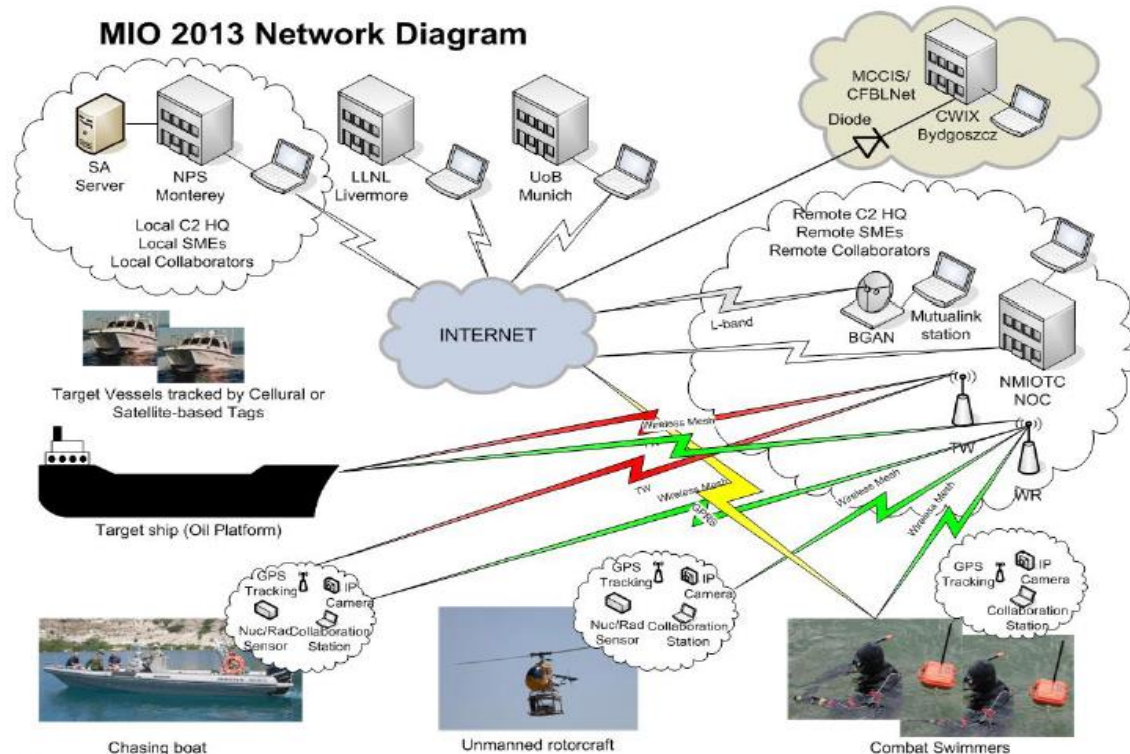 MIO 2013 Network Diagram
SA
Server
NPS
Monterey
Local C2 HQ
Local SMEs
Local Collaborators
LLNL
Livermore
UoB
Munich
MCCIS/
CFBLNet
Diode
CWIX
Bydgoszcz
Remote C2 HQ
Remote SMEs
Remote Collaborators
INTERNET
L-band
BGAN
Mutualink
station
NMIOTC
NOC
Target Vessels tracked by Cellural or
Satellite-based Tags
Wireless Mesh
TW
WR
TW
Wireless Mesh
GPRS
Wireless Mesh
Wireless Mesh
Target ship (Oil Platform)
GPS
Tracking
IP
Camera
Nuc/Rad
Sensor
Collaboration
Station
GPS
Tracking
IP
Camera
Nuc/Rad
Sensor
Collaboration
Station
GPS
Tracking
IP
Camera
Collaboration
Station
Chasing boat
Unmanned rotorcraft
Combat Swimmers